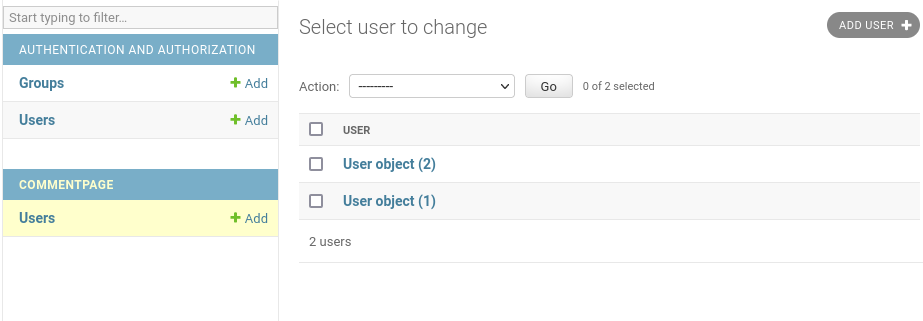 Start typing to filter...
AUTHENTICATION AND AUTHORIZATION
Groups + Add
Users + Add
COMMENTPAGE
Users + Add
Select user to change
ADD USER +
Action: --------- Go 0 of 2 selected
USER
User object (2)
User object (1)
2 users